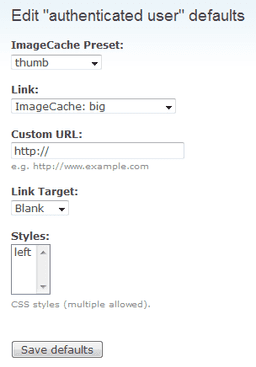 Edit "authenticated user" defaults
ImageCache Preset:
thumb
Link:
ImageCache: big
Custom URL:
http://
e.g. http://www.example.com
Link Target:
Blank
Styles:
left
CSS styles (multiple allowed).
Save defaults